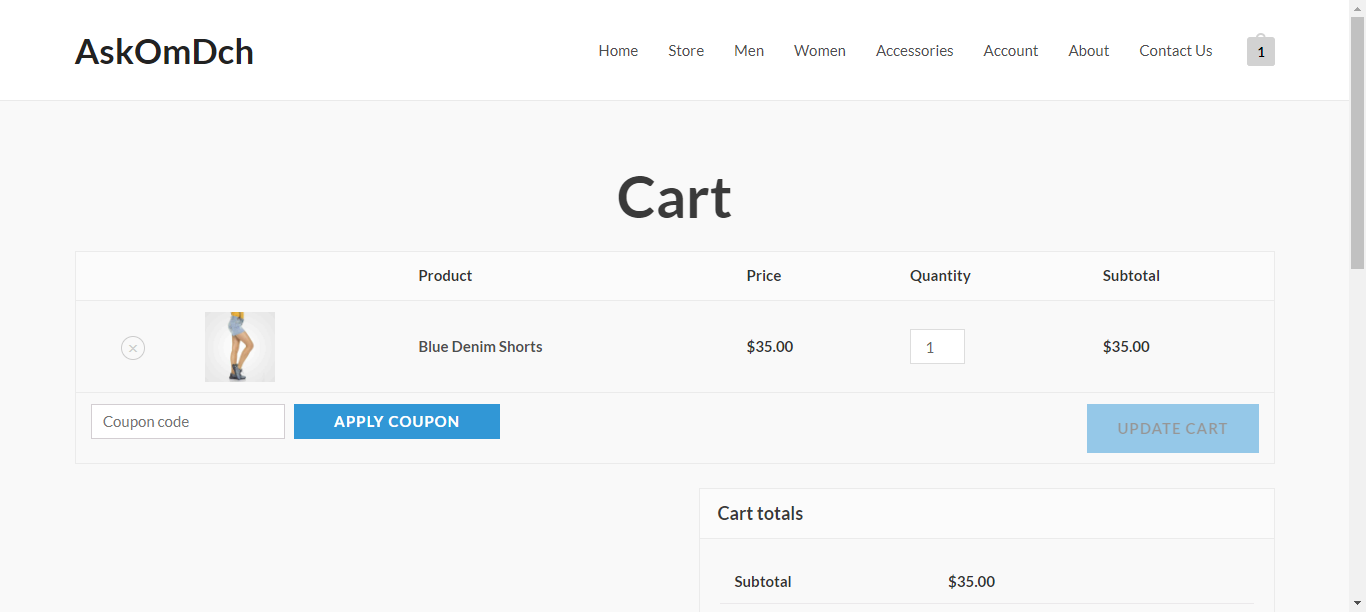 AskOmDch
Home Store Men Women Accessories Account About Contact Us 1
Cart
Product Price Quantity Subtotal
Blue Denim Shorts $35.00 1 $35.00
Coupon code APPLY COUPON UPDATE CART
Cart totals
Subtotal $35.00